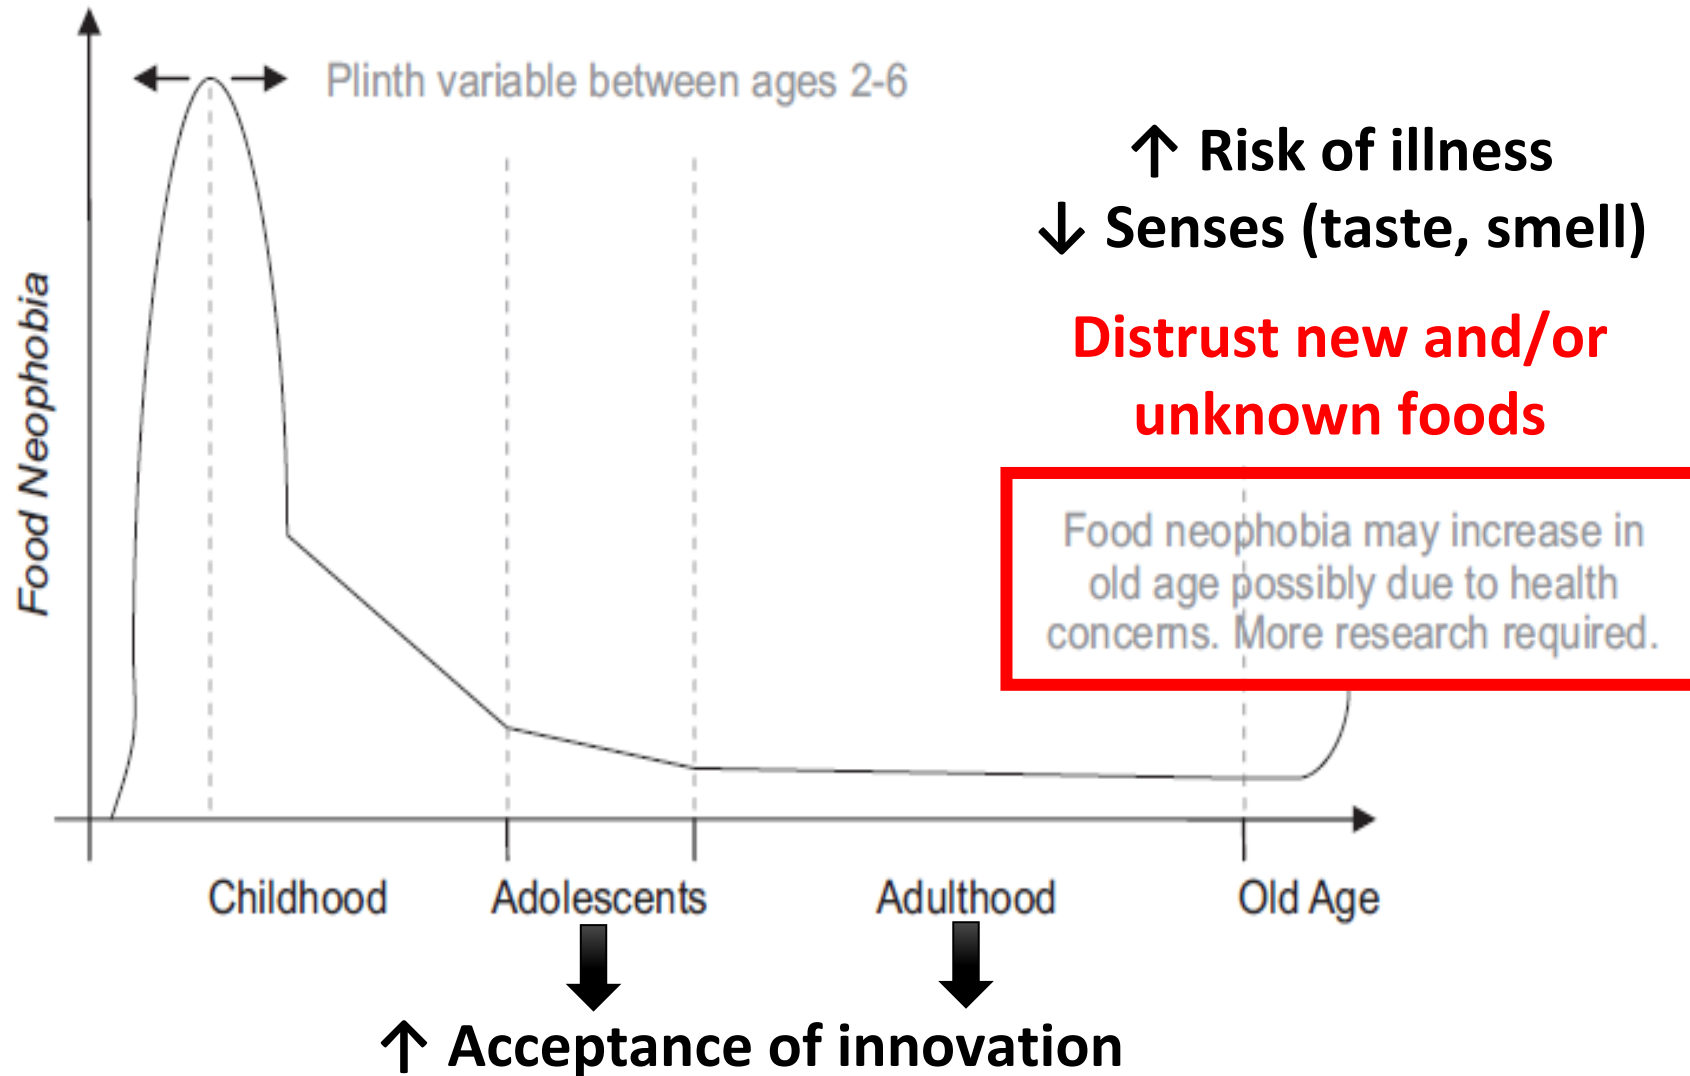 Plinth variable between ages 2-6
↑ Risk of illness
↓ Senses (taste, smell)
Distrust new and/or
unknown foods
Food Neophobia
Food neophobia may increase in
old age possibly due to health
concerns. More research required.
Childhood
Adolescents
Adulthood
Old Age
↑ Acceptance of innovation